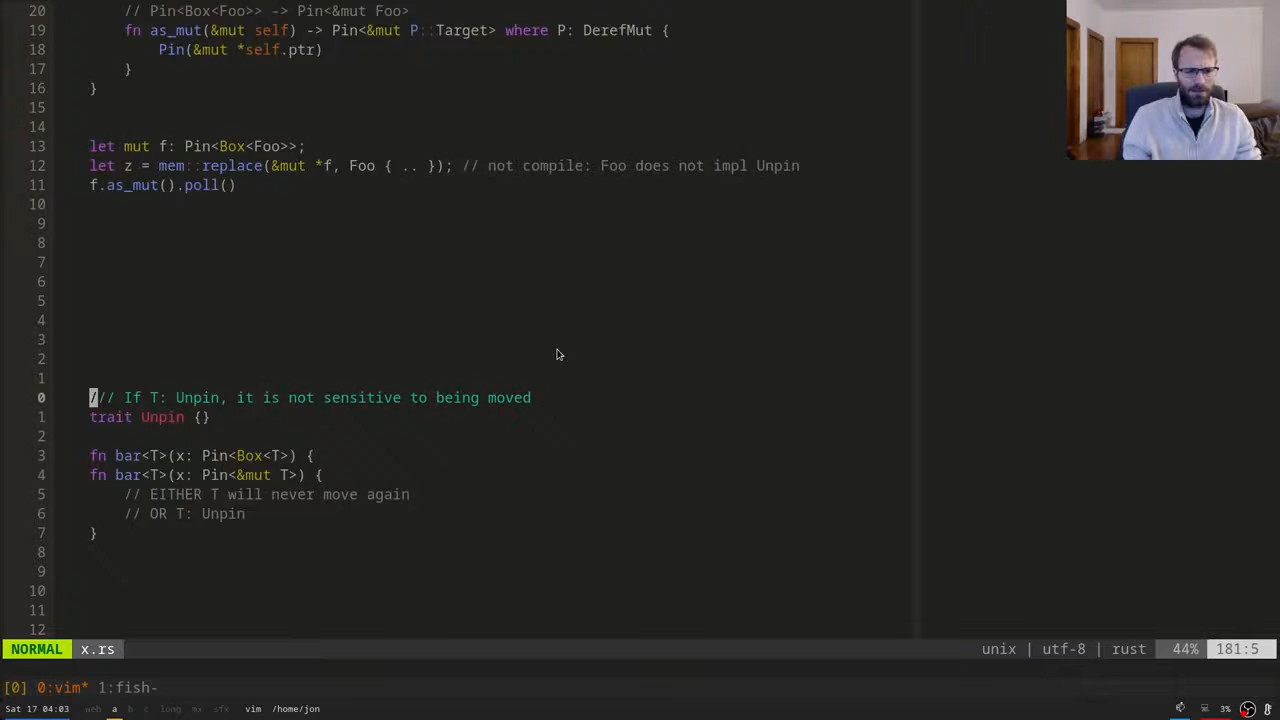 20 // Pin<Box<Foo>> -> Pin<&mut Foo>
19 fn as_mut(&mut self) -> Pin<&mut P::Target> where P: DerefMut {
18 Pin(&mut *self.ptr)
17 }
16 }
15
14
13 let mut f: Pin<Box<Foo>>;
12 let z = mem::replace(&mut *f, Foo { .. }); // not compile: Foo does not impl Unpin
11 f.as_mut().poll()
10
9
8
7
6
5
4
3
2
1
0 /// If T: Unpin, it is not sensitive to being moved
1 trait Unpin {}
2
3 fn bar<T>(x: Pin<Box<T>) {
4 fn bar<T>(x: Pin<&mut T>) {
5 // EITHER T will never move again
6 // OR T: Unpin
7 }
8
9
10
11
12
NORMAL x.rs unix | utf-8 | rust 44% 181:5
[0] 0:vim* 1:fish-
Sat 17 04:03 web a b c long mx sfx vim /home/jon 3%